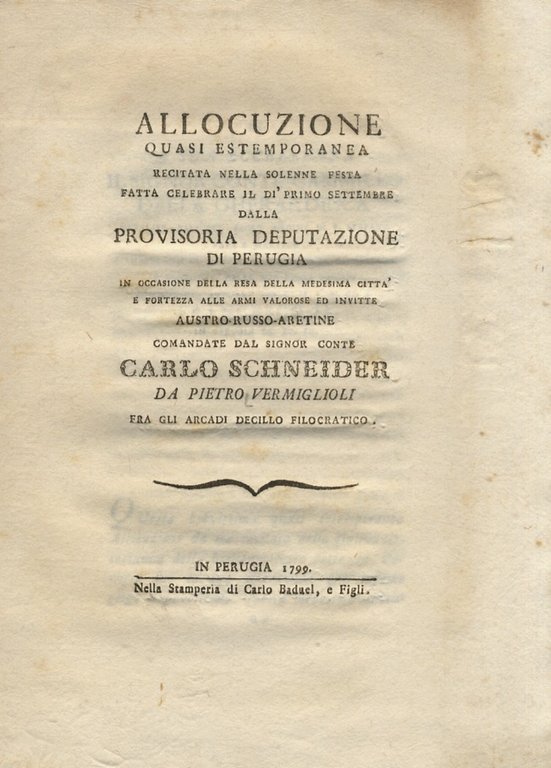 ALLOCUZIONE
QUASI ESTEMPORANEA
RECITATA NELLA SOLENNE FESTA
FATTA CELEBRARE IL DI' PRIMO SETTEMBRE
DALLA
PROVISORIA DEPUTAZIONE
DI PERUGIA
IN OCCASIONE DELLA RESA DELLA MEDESIMA CITTA'
E FORTEZZA ALLE ARMI VALOROSE ED INVITTE
AUSTRO-RUSSO-ARETINE
COMANDATE DAL SIGNOR CONTE
CARLO SCHNEIDER
DA PIETRO VERMIGLIOLI
FRA GLI ARCADI DECILLO FILOCRATICO.
IN PERUGIA 1799.
Nella Stamperia di Carlo Baduel, e Figli.